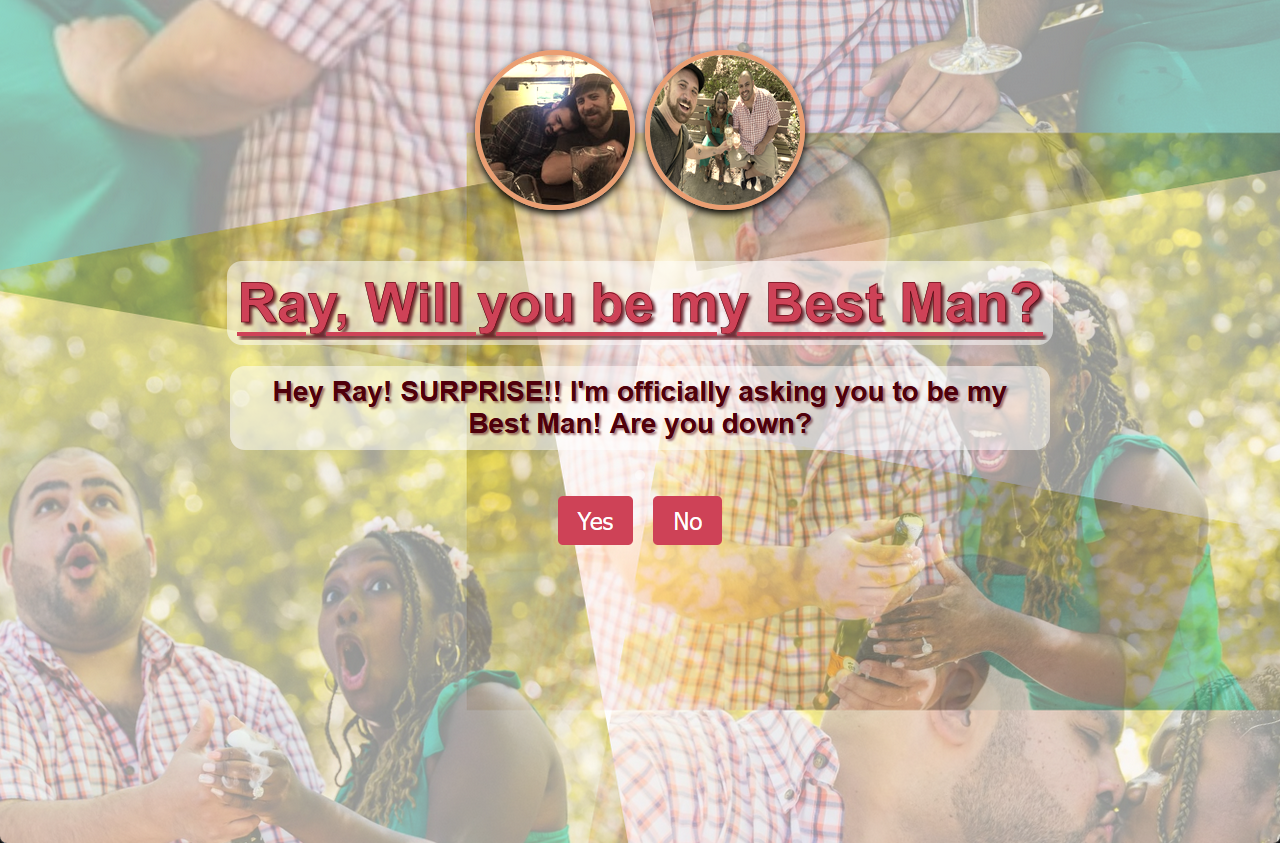 Ray, Will you be my Best Man?
Hey Ray! SURPRISE!! I'm officially asking you to be my
Best Man! Are you down?
Yes No